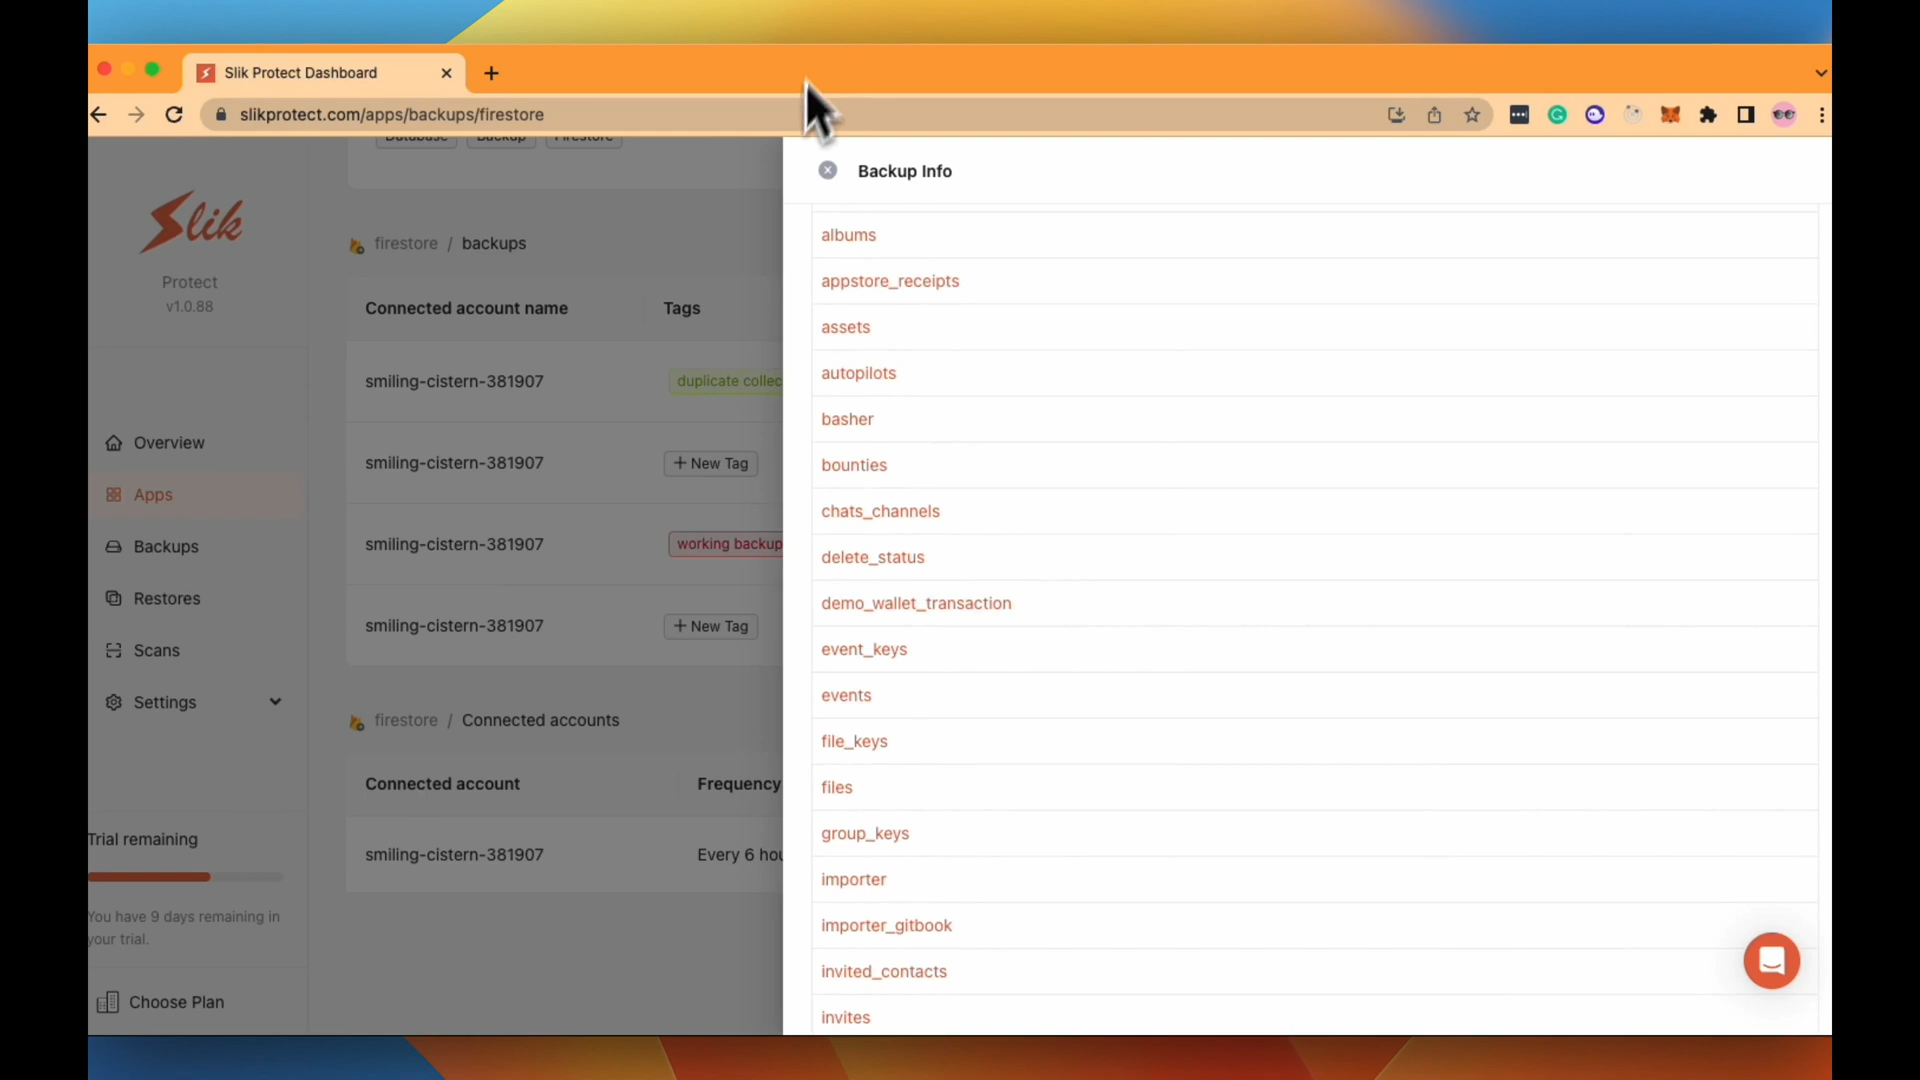 Slik Protect Dashboard
slikprotect.com/apps/backups/firestore
Database Backup Firestore
Slik
Protect
v1.0.88
Overview
Apps
Backups
Restores
Scans
Settings
Trial remaining
You have 9 days remaining in
your trial.
Choose Plan
firestore / backups
Connected account name Tags
smiling-cistern-381907 duplicate collec
smiling-cistern-381907 + New Tag
smiling-cistern-381907 working backup
smiling-cistern-381907 + New Tag
firestore / Connected accounts
Connected account Frequency
smiling-cistern-381907 Every 6 hou
Backup Info
albums
appstore_receipts
assets
autopilots
basher
bounties
chats_channels
delete_status
demo_wallet_transaction
event_keys
events
file_keys
files
group_keys
importer
importer_gitbook
invited_contacts
invites